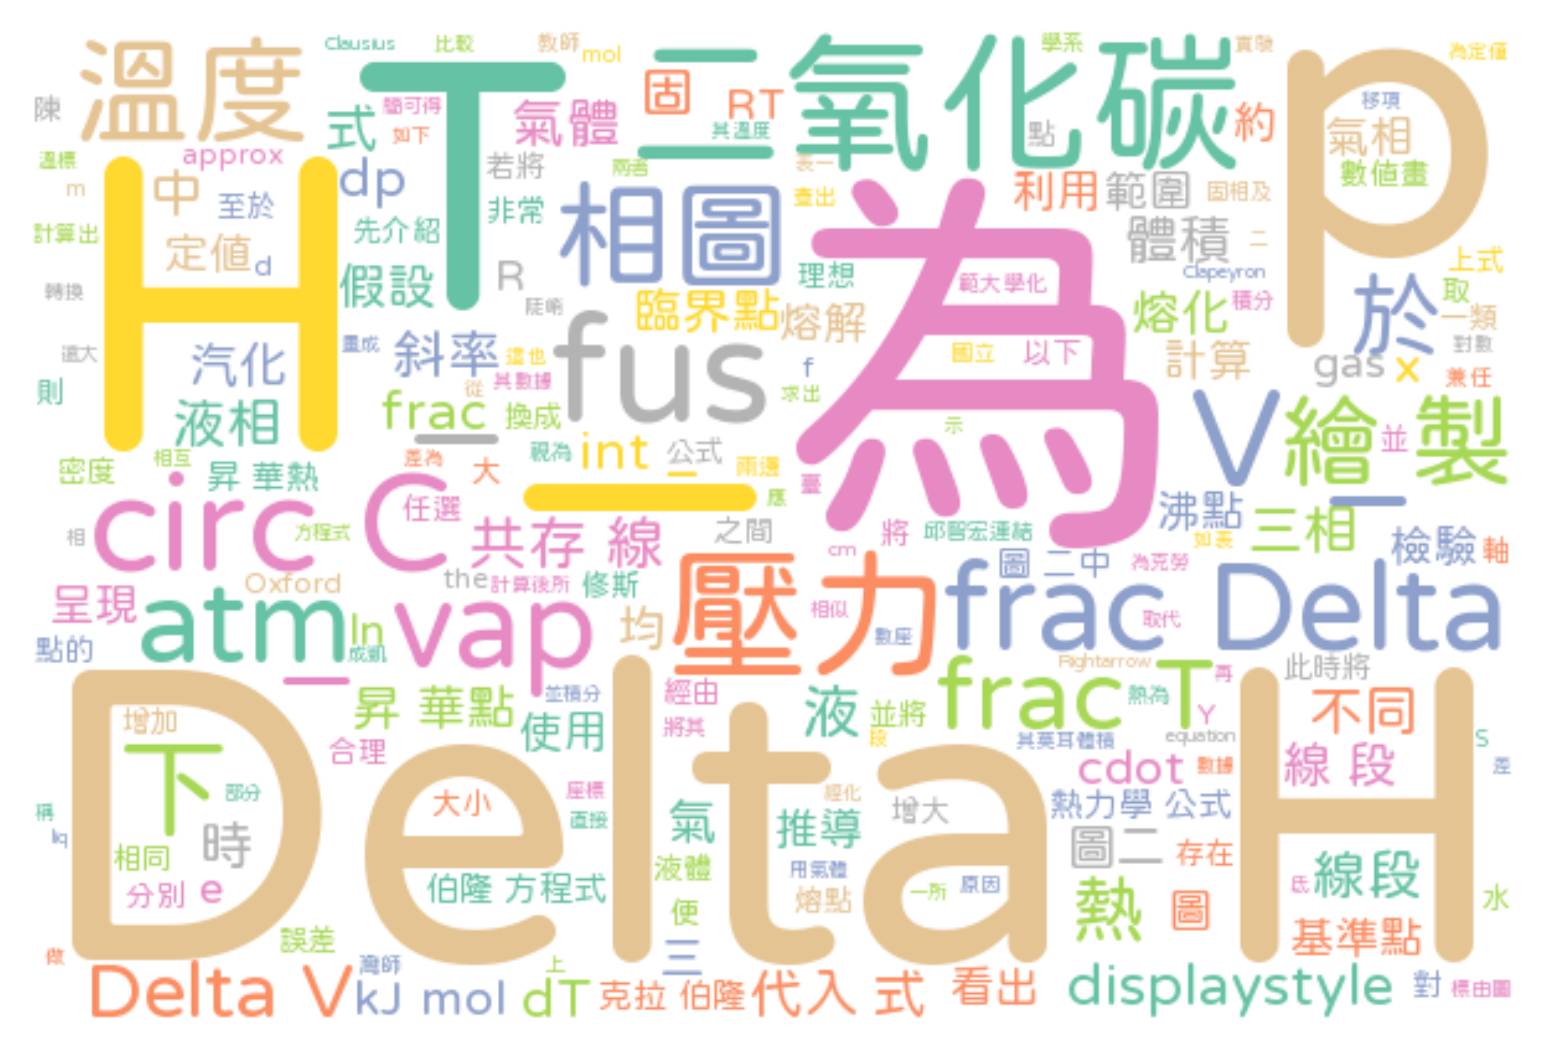 Clausius 比較 教師 mol 二氧化碳 學系 實發 為定值
溫度 T p
陳 式 簡可得 如下 氣體 固 RT 其溫度 點 約 移項 氣相 數值畫
溫標 approx dp 若將 兩者 表一 查出 利用 範圍 固相及
m H 中 至於 先介紹 非常 相圖 為 體積 二 上式
計算出 定值 d 假設 R 理想 範大學化 Clapeyron 於 取
轉換 陡峭 臨界點 熔解 熔化 積分 一類
這大 汽化 畫成 斜率 這也 fus 國立 以下 計算 gas x 對數 兼任
則 液相 從 其數據 frac 換成 f 求出 V 繪製
密度 相互 昇 華熱 差為 大 視為 int 公式 兩邊 示 並
circ C 任選 一 應 臺 沸點 三相
相 方程式 共存 線 之間 cm 將 邱智宏連結 如表 檢驗 軸
呈現 Oxford the 計算後所 修斯 壓力 圖 二中 為克勞
點的 atm ln 成凱 vap 均 相似 數座 frac Delta 取代
Rightarrow 此時將
Delta H 昇 華點 並積分 經由 液 並將 frac T 熱為 再 不同
增加 下 合理 使用 將其 段 其莫耳體積 Y equation S
部分 大小 座標 經化 cdot 數據 線 段 差
稱 liq 時 直接 氣 推導 增大 熱力學 公式
相同 液體 用氣體 圖二 存在
分別 e 伯隆 方程式 便 熔點 一所 原因 熱 圖 氏 線段 水
做 誤差 三 基準點
Delta V 灣師 kJ mol 上 dT 克拉 伯隆 代入 式 看出 displaystyle 對 標由圖